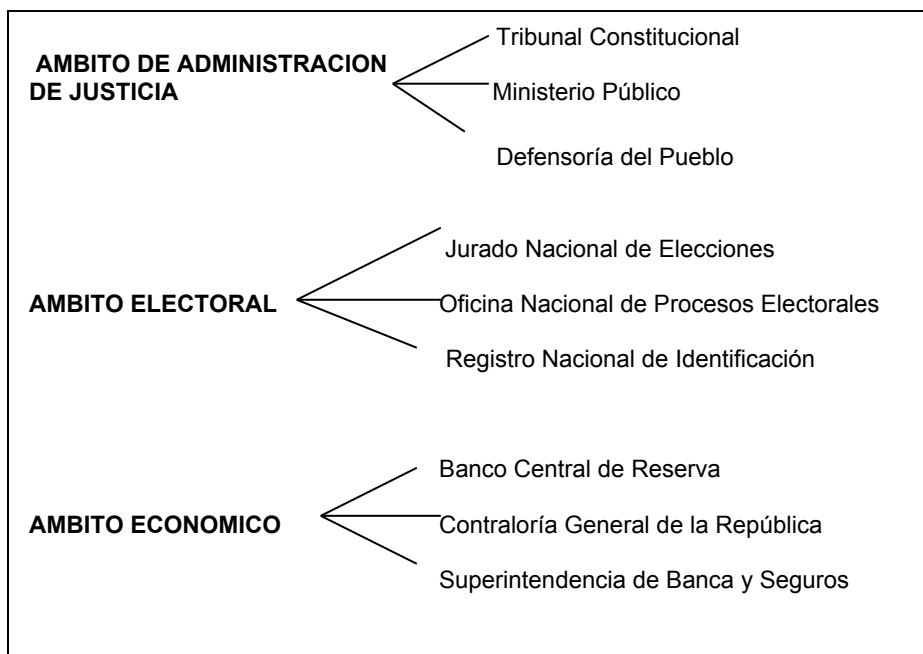 Tribunal Constitucional
AMBITO DE ADMINISTRACION
DE JUSTICIA
Ministerio Público
Defensoría del Pueblo
Jurado Nacional de Elecciones
AMBITO ELECTORAL
Oficina Nacional de Procesos Electorales
Registro Nacional de Identificación
Banco Central de Reserva
AMBITO ECONOMICO
Contraloría General de la República
Superintendencia de Banca y Seguros